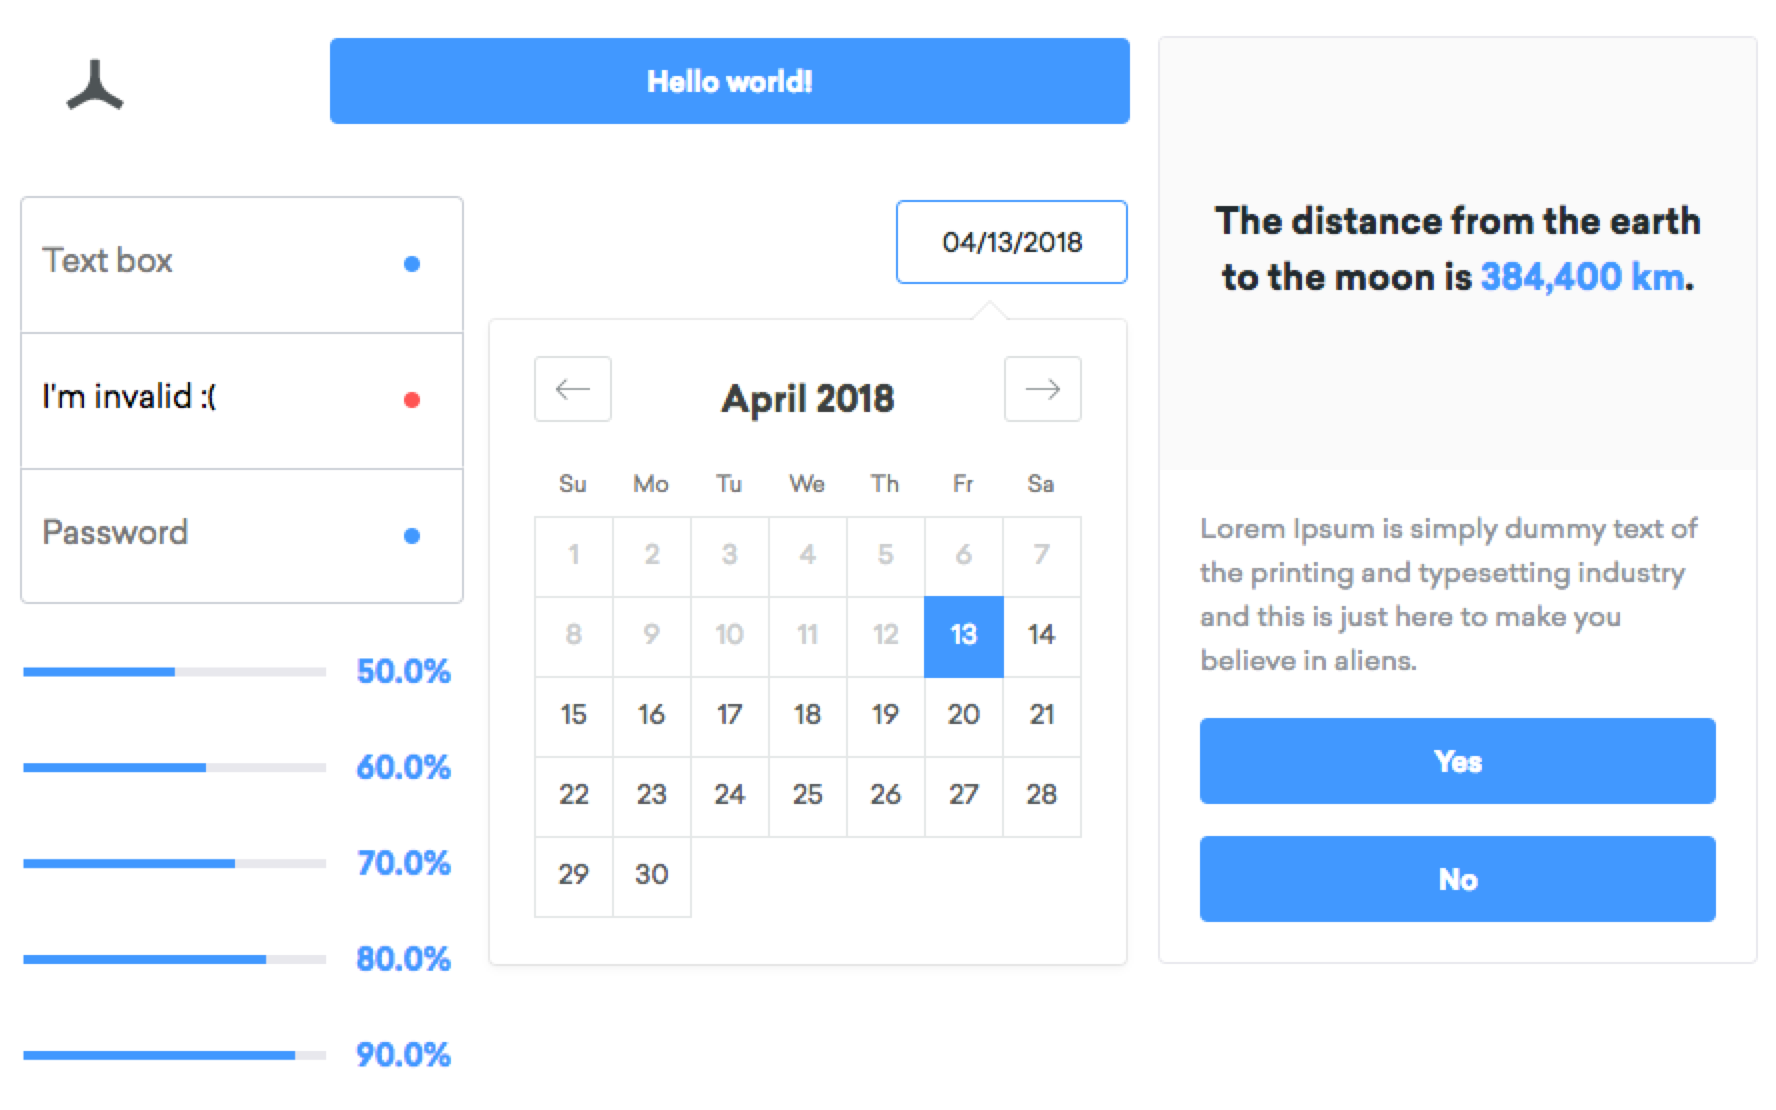 Hello world!
Text box
I'm invalid :(
Password
50.0%
60.0%
70.0%
80.0%
90.0%
04/13/2018
April 2018
Su Mo Tu We Th Fr Sa
1 2 3 4 5 6 7
8 9 10 11 12 13 14
15 16 17 18 19 20 21
22 23 24 25 26 27 28
29 30
The distance from the earth
to the moon is 384,400 km.
Lorem Ipsum is simply dummy text of
the printing and typesetting industry
and this is just here to make you
believe in aliens.
Yes
No